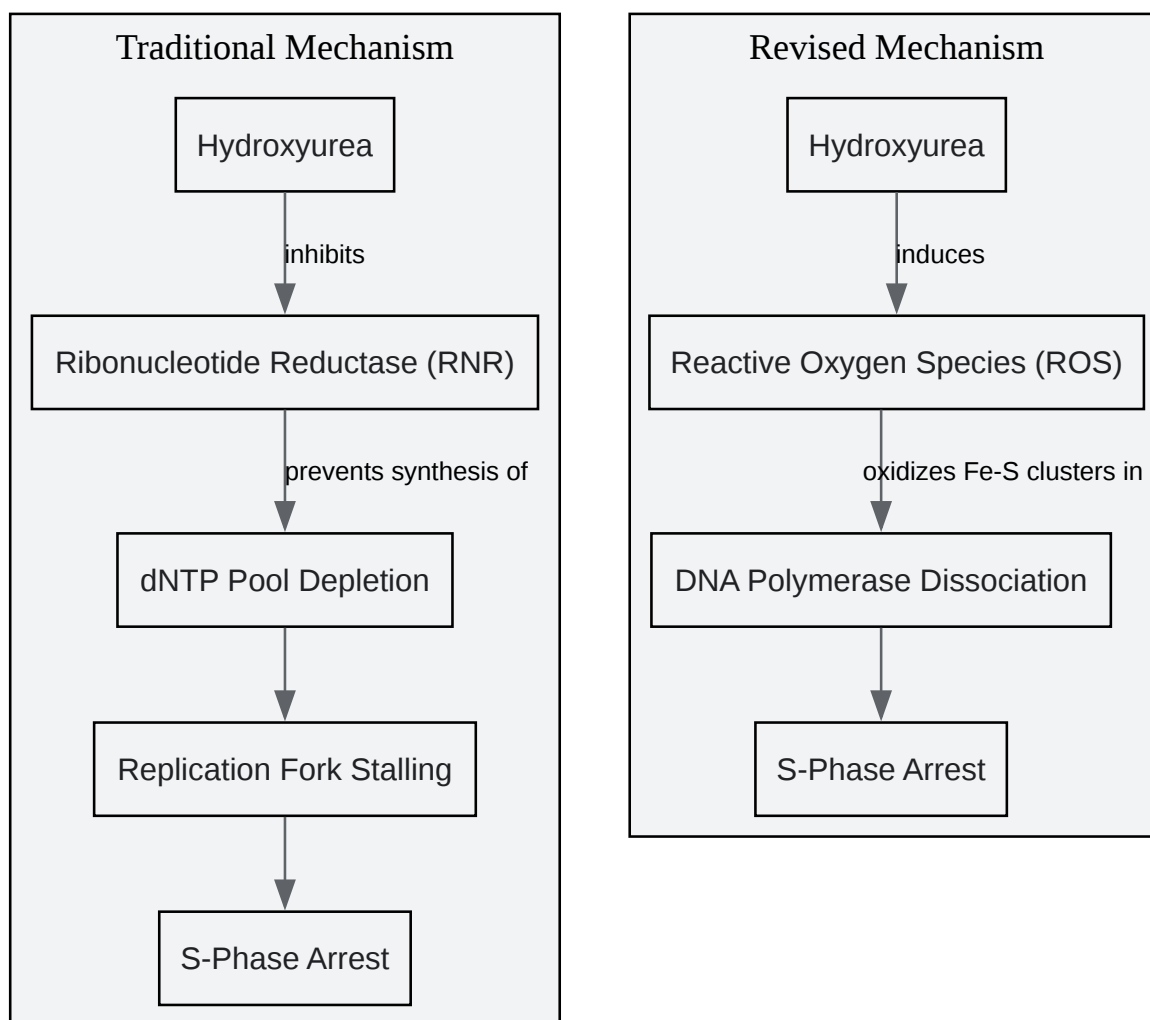 Traditional Mechanism
Hydroxyurea
inhibits
Ribonucleotide Reductase (RNR)
prevents synthesis of
dNTP Pool Depletion
Replication Fork Stalling
S-Phase Arrest
Revised Mechanism
Hydroxyurea
induces
Reactive Oxygen Species (ROS)
oxidizes Fe-S clusters in
DNA Polymerase Dissociation
S-Phase Arrest